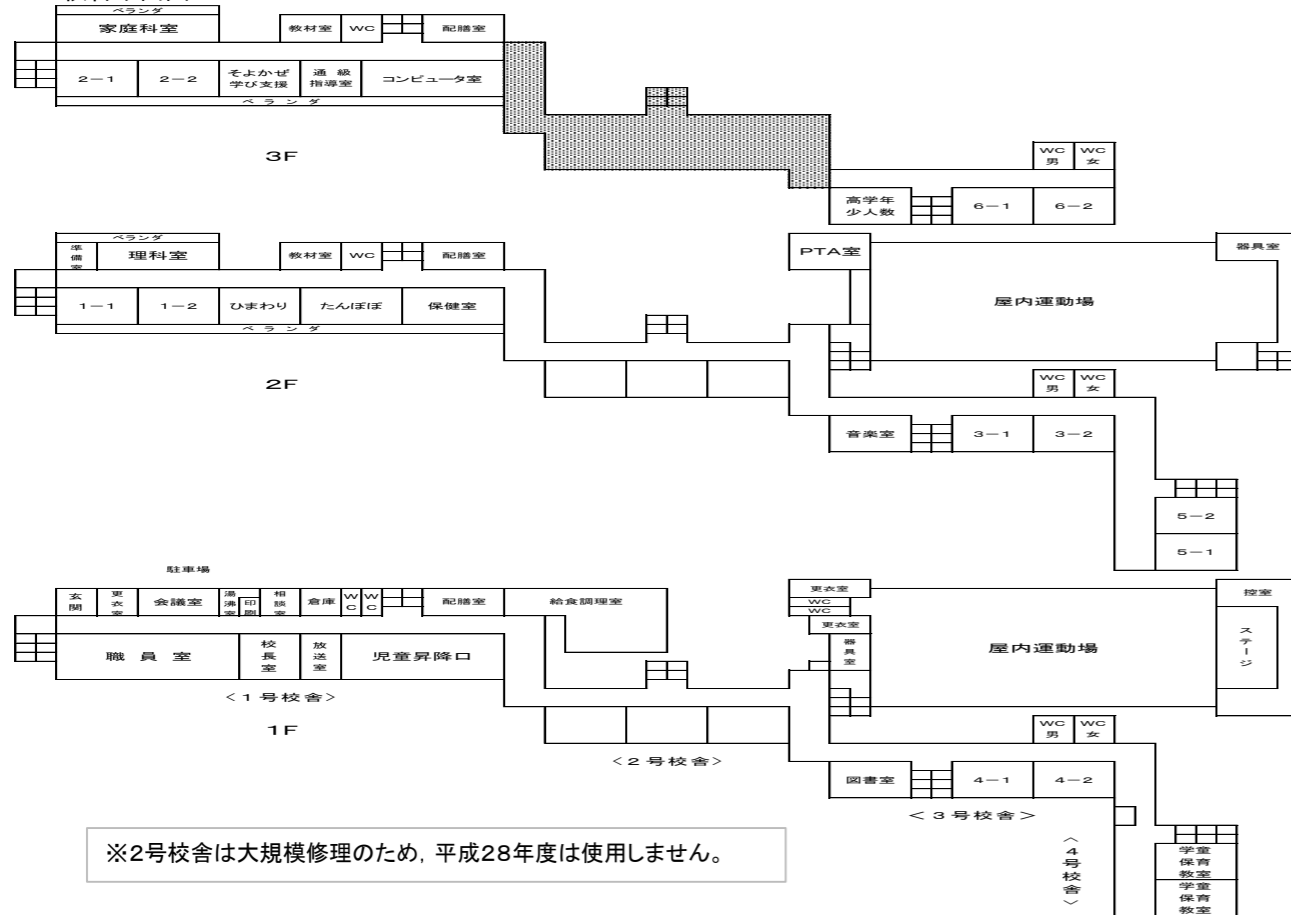 ベランダ
家庭科室
教材室 WC 配膳室
2－1 2－2 そよかぜ 学び支援 通級 指導室 コンピュータ室
ベランダ
3F
WC 男 WC 女
高学年 少人数 6－1 6－2
ベランダ
準備室 理科室 教材室 WC 配膳室
PTA室 器具室
1－1 1－2 ひまわり たんぽぽ 保健室
屋内運動場
ベランダ
2F
WC 男 WC 女
音楽室 3－1 3－2
5－2
5－1
駐車場
玄関 更衣室 会議室 湯沸室 印刷 相談室 倉庫 WC WC 配膳室 給食調理室
更衣室 控室
WC
WC
更衣室
職員室 校長室 放送室 児童昇降口
器具室 屋内運動場 ステージ
＜1号校舎＞
1F
WC 男 WC 女
＜2号校舎＞
図書室 4－1 4－2
＜3号校舎＞
＜4号校舎＞
学童 保育 教室
学童 保育 教室
※2号校舎は大規模修理のため，平成28年度は使用しません。